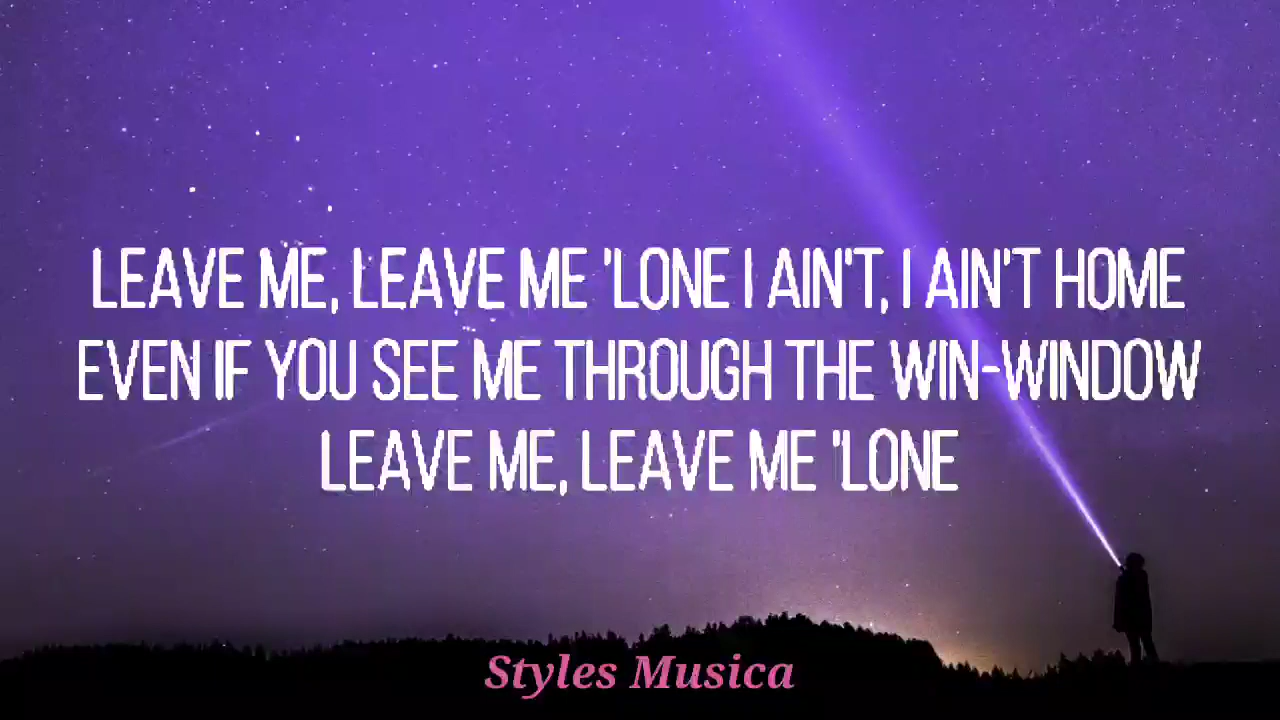 LEAVE ME, LEAVE ME 'LONE I AIN'T, I AIN'T HOME
EVEN IF YOU SEE ME THROUGH THE WIN-WINDOW
LEAVE ME, LEAVE ME 'LONE
Styles Musica